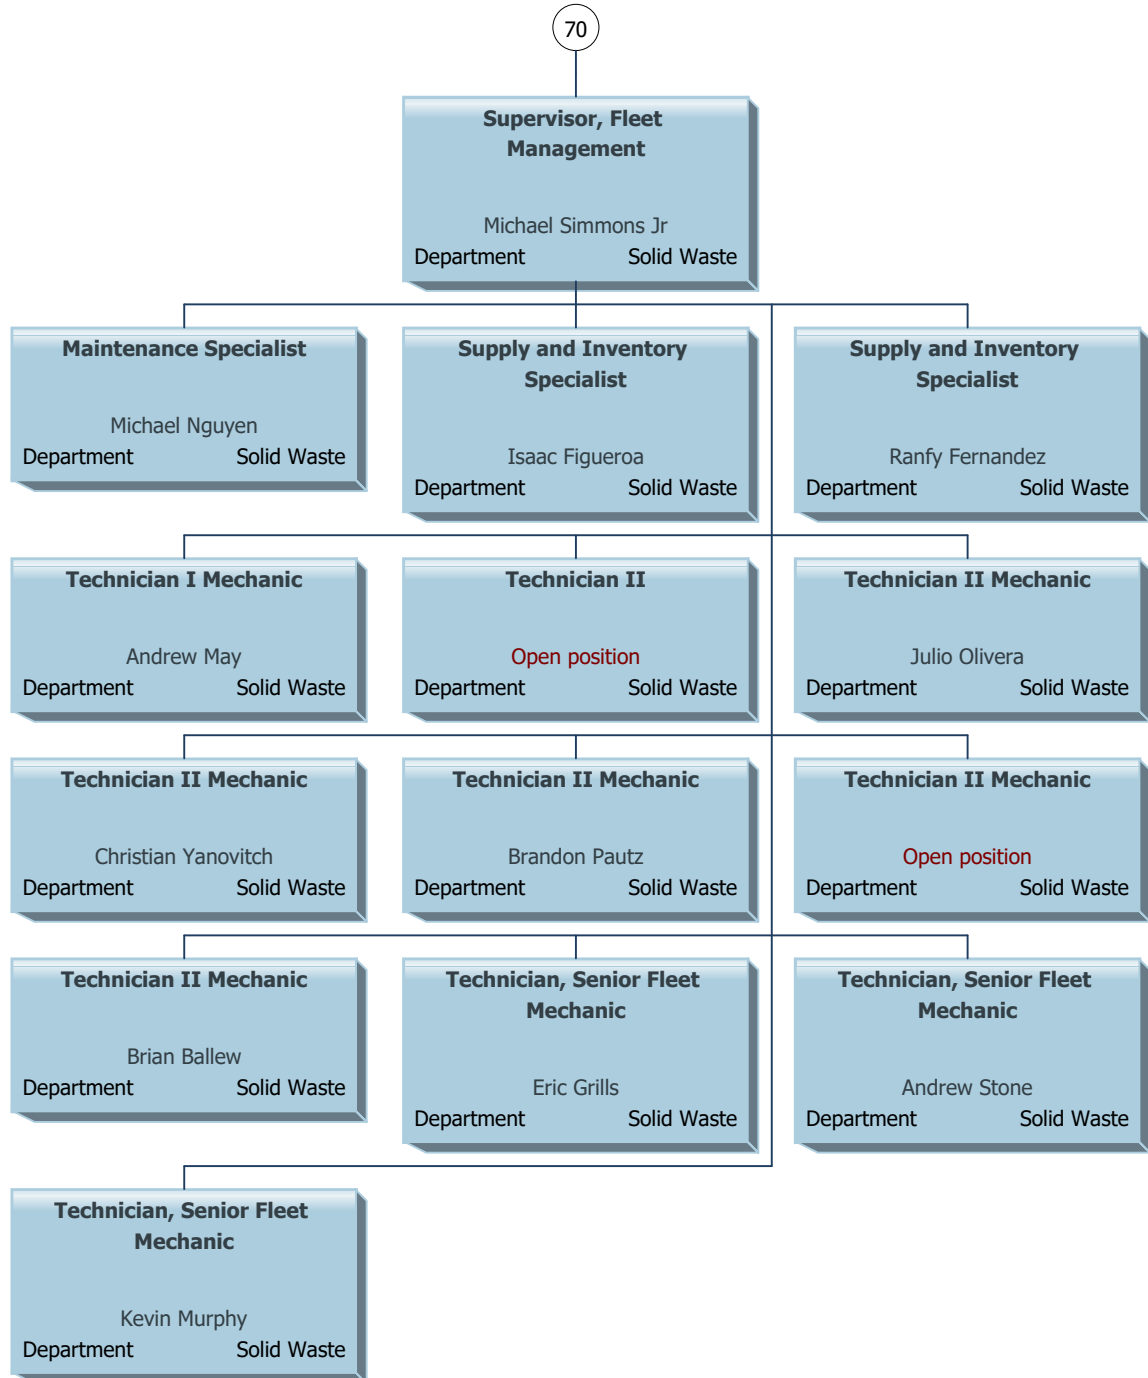 70
Supervisor, Fleet
Management
Michael Simmons Jr
Department Solid Waste
Maintenance Specialist
Michael Nguyen
Department Solid Waste
Supply and Inventory
Specialist
Isaac Figueroa
Department Solid Waste
Supply and Inventory
Specialist
Ranfy Fernandez
Department Solid Waste
Technician I Mechanic
Andrew May
Department Solid Waste
Technician II
Open position
Department Solid Waste
Technician II Mechanic
Julio Olivera
Department Solid Waste
Technician II Mechanic
Christian Yanovitch
Department Solid Waste
Technician II Mechanic
Brandon Pautz
Department Solid Waste
Technician II Mechanic
Open position
Department Solid Waste
Technician II Mechanic
Brian Ballew
Department Solid Waste
Technician, Senior Fleet
Mechanic
Eric Grills
Department Solid Waste
Technician, Senior Fleet
Mechanic
Andrew Stone
Department Solid Waste
Technician, Senior Fleet
Mechanic
Kevin Murphy
Department Solid Waste